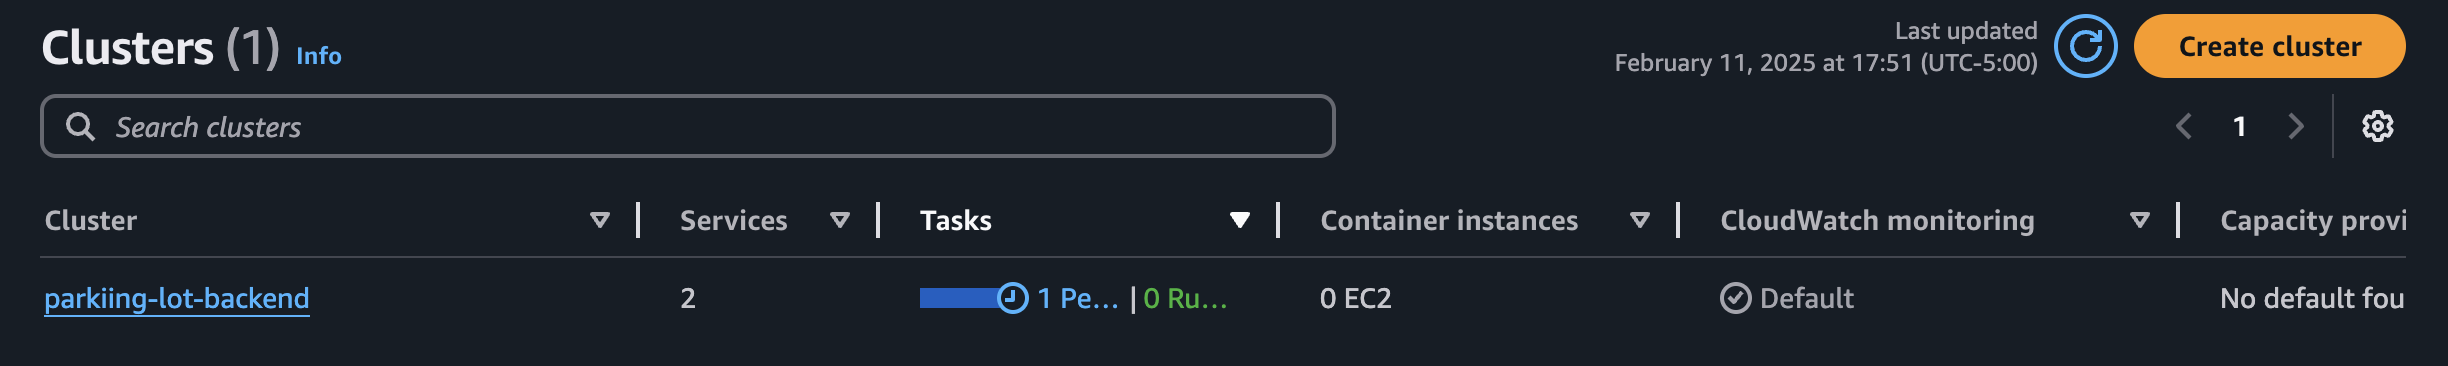 Clusters (1) Info
Last updated
February 11, 2025 at 17:51 (UTC-5:00)
Create cluster
Search clusters
1
Cluster Services Tasks Container instances CloudWatch monitoring Capacity provi
parkiing-lot-backend 2 1 Pe... | 0 Ru... 0 EC2 Default No default fou